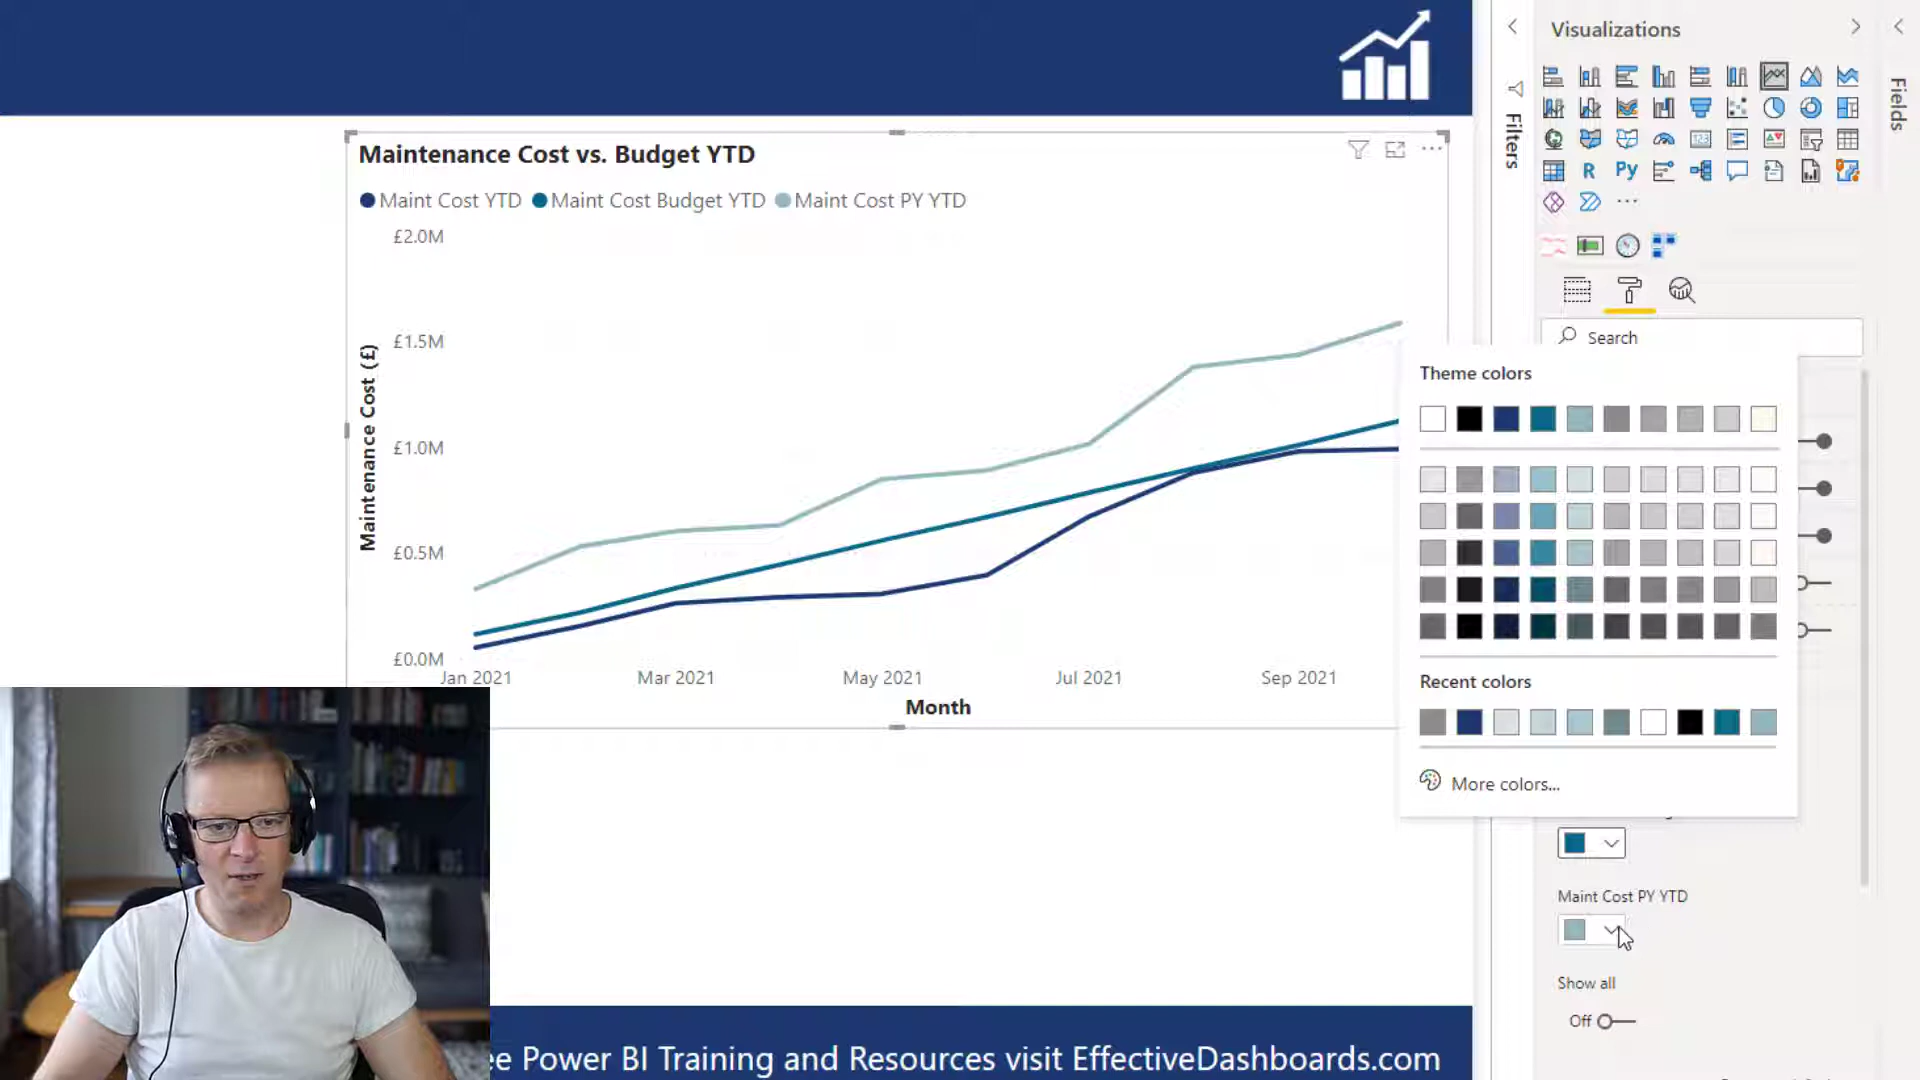 Visualizations
Fields
Filters
Maintenance Cost vs. Budget YTD
Maint Cost YTD Maint Cost Budget YTD Maint Cost PY YTD
£2.0M
£1.5M
£1.0M
£0.5M
£0.0M
Maintenance Cost (£)
Jan 2021 Mar 2021 May 2021 Jul 2021 Sep 2021
Month
R Py
123
Search
Theme colors
Recent colors
More colors...
Maint Cost PY YTD
Show all
Off
ee Power BI Training and Resources visit EffectiveDashboards.com